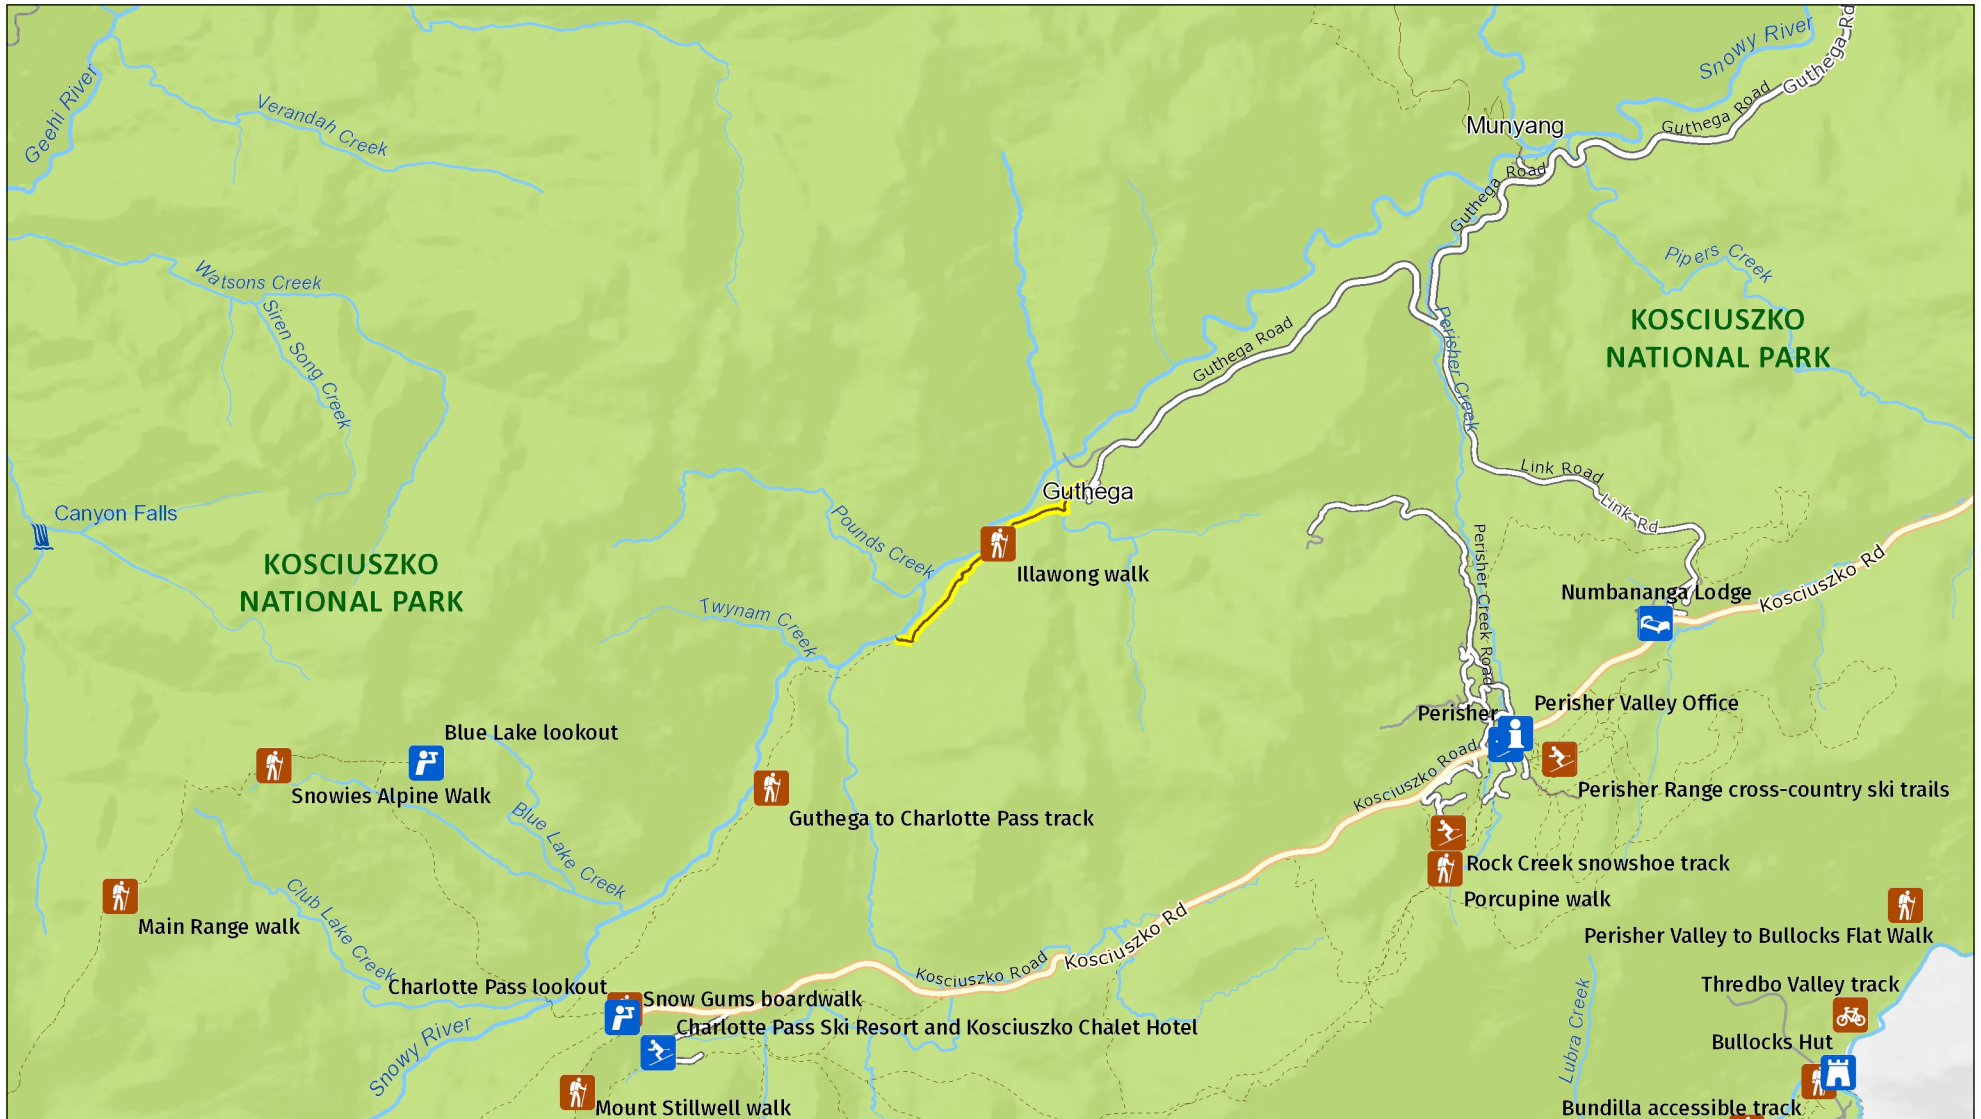 Snowy River
Guthega Rd
Geehi River
Verandah Creek
Guthega Road
Munyang
Guthega Road
Pipers Creek
Watsons Creek
Siren Song Creek
KOSCIUSZKO
NATIONAL PARK
Perisher Creek
Guthega Road
Link Road
Link Rd
Guthega
Canyon Falls
Pounds Creek
KOSCIUSZKO
NATIONAL PARK
Illawong walk
Perisher Creek Road
Numbananga Lodge
Kosciuszko Rd
Twynam Creek
Perisher
Perisher Valley Office
Blue Lake lookout
Snowies Alpine Walk
Kosciuszko Road
Perisher Range cross-country ski trails
Guthega to Charlotte Pass track
Blue Lake Creek
Rock Creek snowshoe track
Porcupine walk
Club Lake Creek
Main Range walk
Kosciuszko Rd
Perisher Valley to Bullocks Flat Walk
Kosciuszko Road
Charlotte Pass lookout
Snow Gums boardwalk
Thredbo Valley track
Charlotte Pass Ski Resort and Kosciuszko Chalet Hotel
Snowy River
Lubra Creek
Bullocks Hut
Mount Stillwell walk
Bundilla accessible track